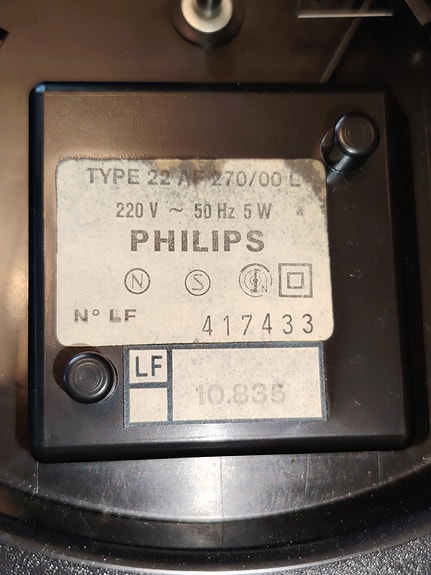 TYPE 22 AF 270/00 L
220 V ~ 50 Hz 5 W
PHILIPS
N S N
N° LF 417433
LF 10.835